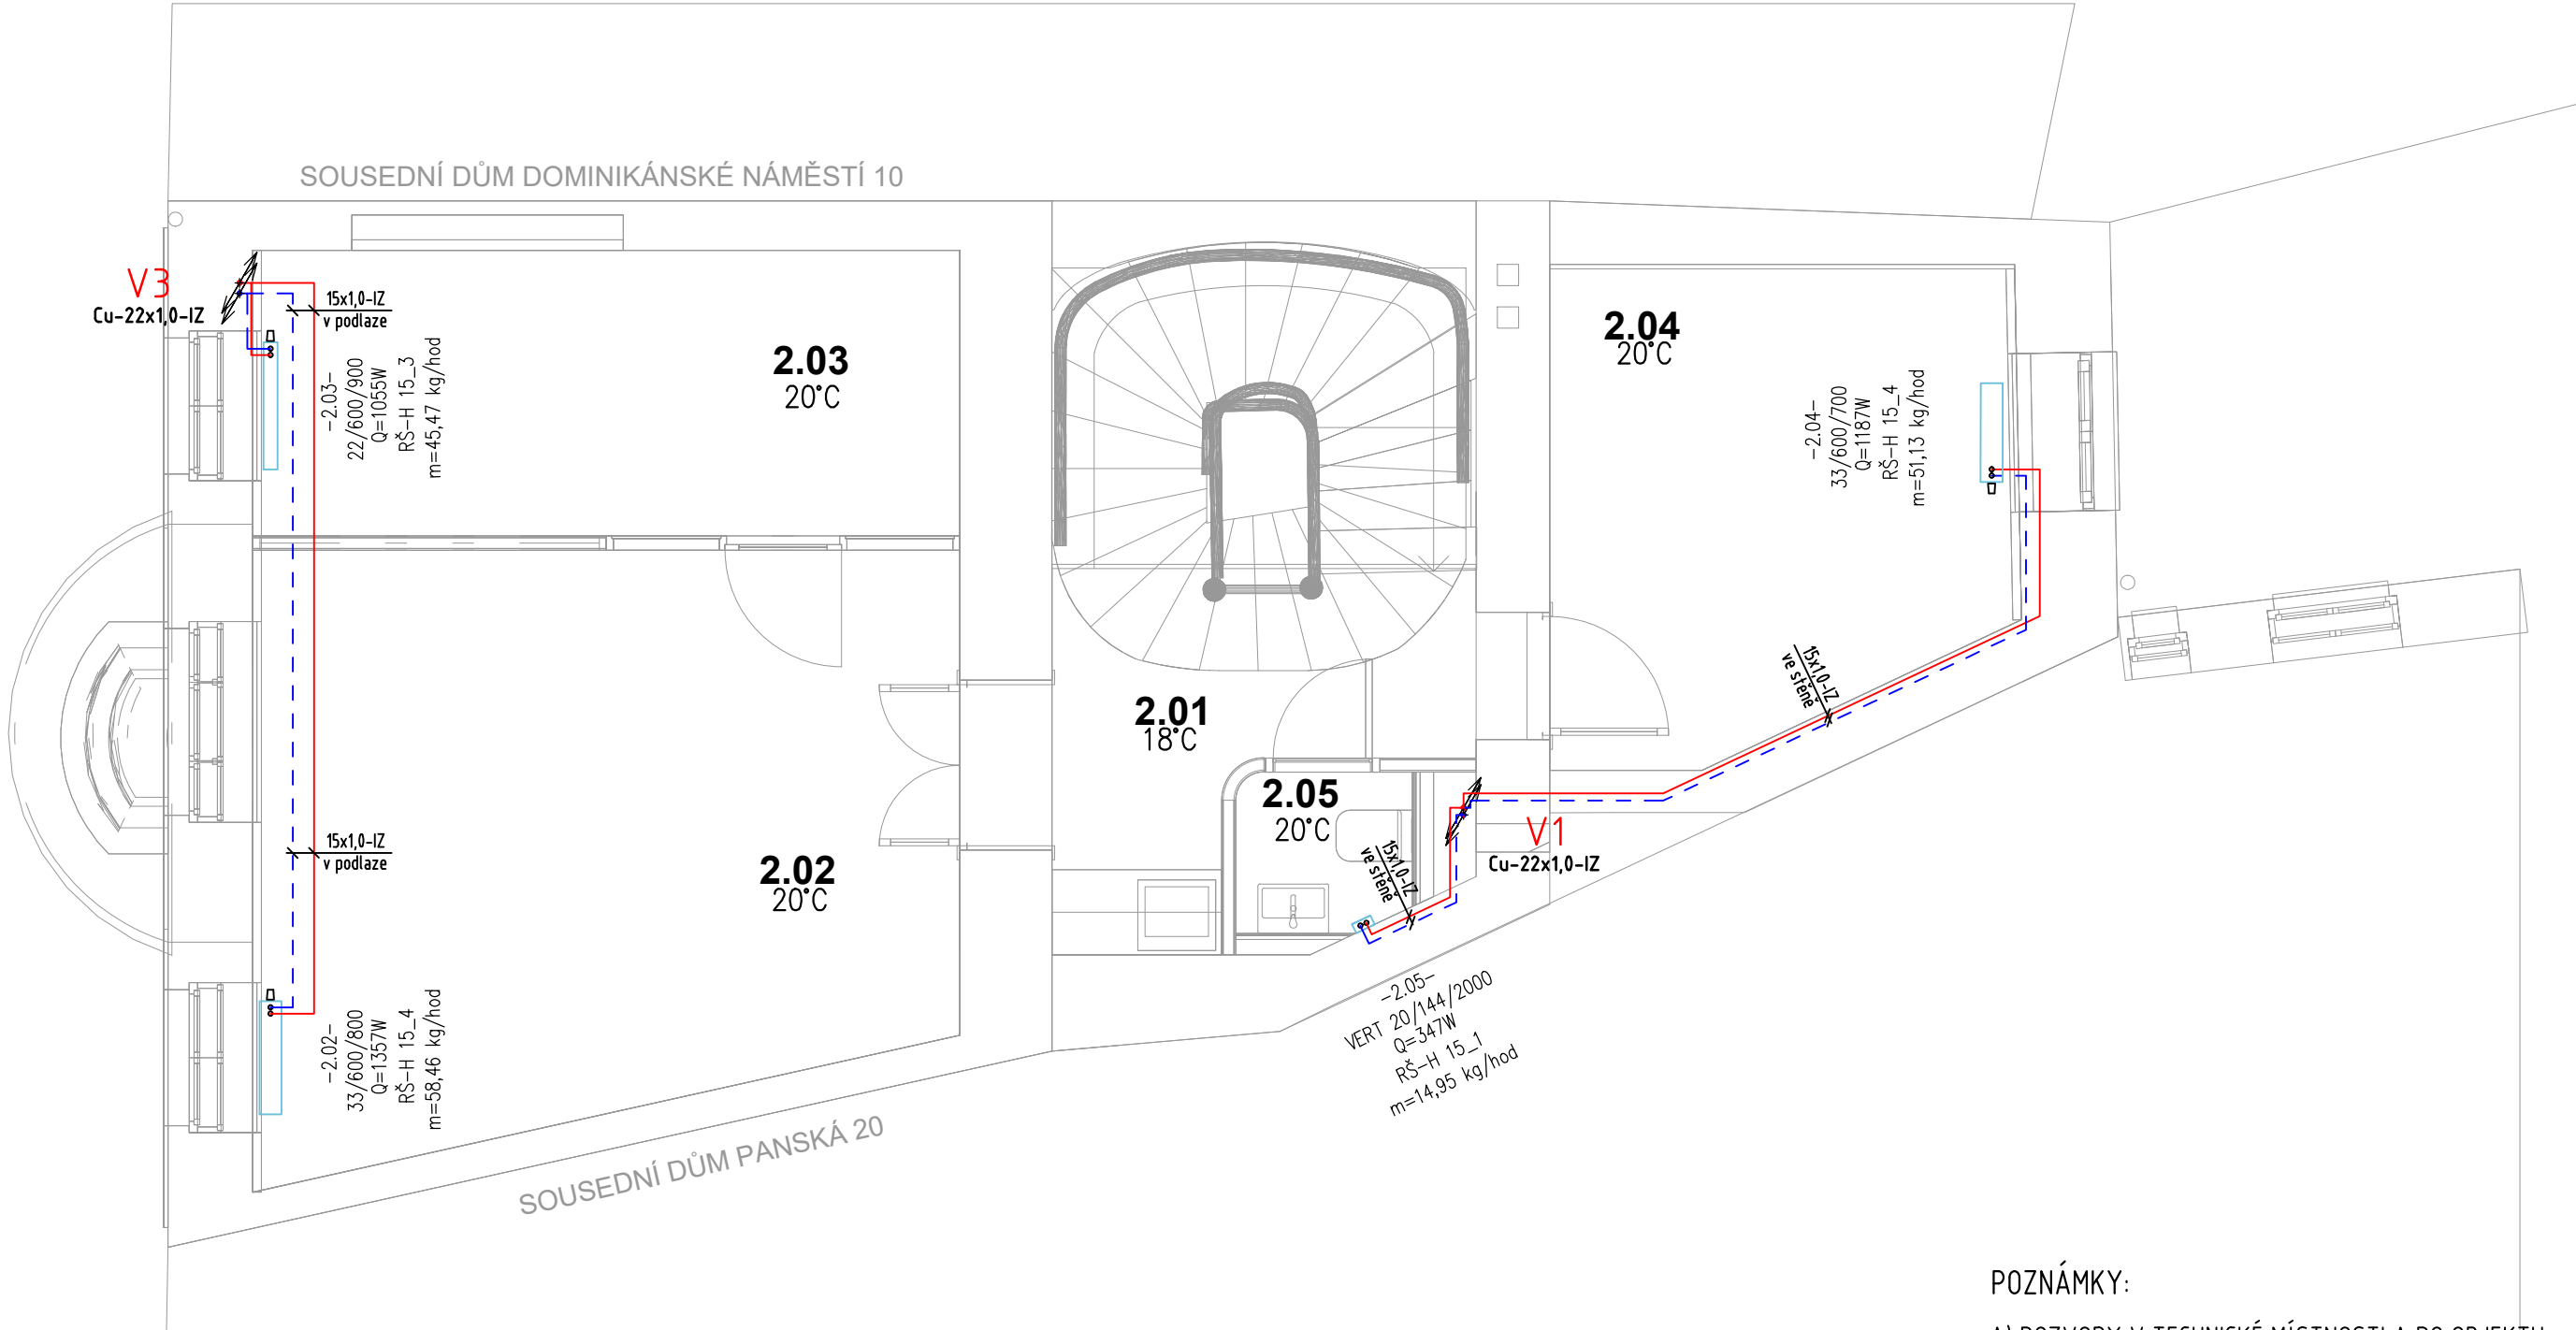 SOUSEDNÍ DŮM DOMINIKÁNSKÉ NÁMĚSTÍ 10
V3
Cu-22x1,0-IZ
15x1,0-IZ
v podlaze
-2.03-
22/600/900
Q=1055W
RŠ-H 15_3
m=45,47 kg/hod
2.03
20°C
2.04
20°C
-2.04-
33/600/700
Q=1187W
RŠ-H 15_4
m=51,13 kg/hod
15x1,0-IZ
ve stěně
2.01
18°C
2.05
20°C
15x1,0-IZ
ve stěně
V1
Cu-22x1,0-IZ
15x1,0-IZ
v podlaze
2.02
20°C
-2.02-
33/600/800
Q=1357W
RŠ-H 15_4
m=58,46 kg/hod
-2.05-
VERT 20/144/2000
Q=347W
RŠ-H 15_1
m=14,95 kg/hod
SOUSEDNÍ DŮM PANSKÁ 20
POZNÁMKY:
A) ROZVODY V TECHNICKÉ MÍSTNOSTI A DO OBJEKTU